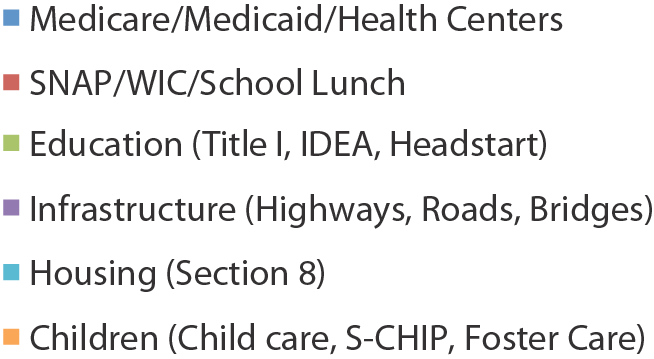 Medicare/Medicaid/Health Centers
SNAP/WIC/School Lunch
Education (Title I, IDEA, Headstart)
Infrastructure (Highways, Roads, Bridges)
Housing (Section 8)
Children (Child care, S-CHIP, Foster Care)